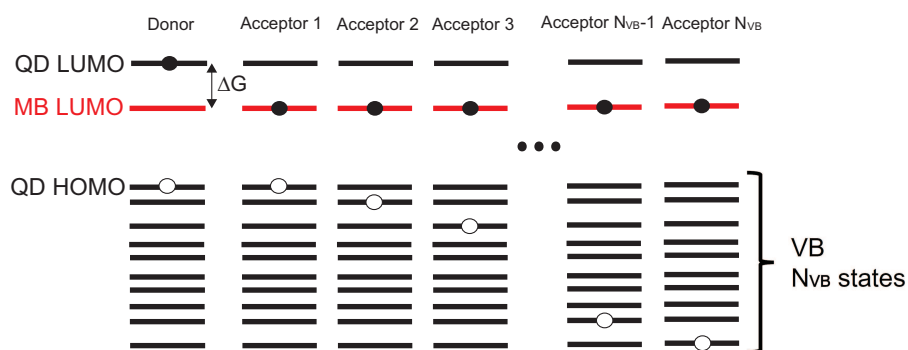 Donor Acceptor 1 Acceptor 2 Acceptor 3 Acceptor NVB-1 Acceptor NVB
QD LUMO
ΔG
MB LUMO
QD HOMO
VB
NVB states